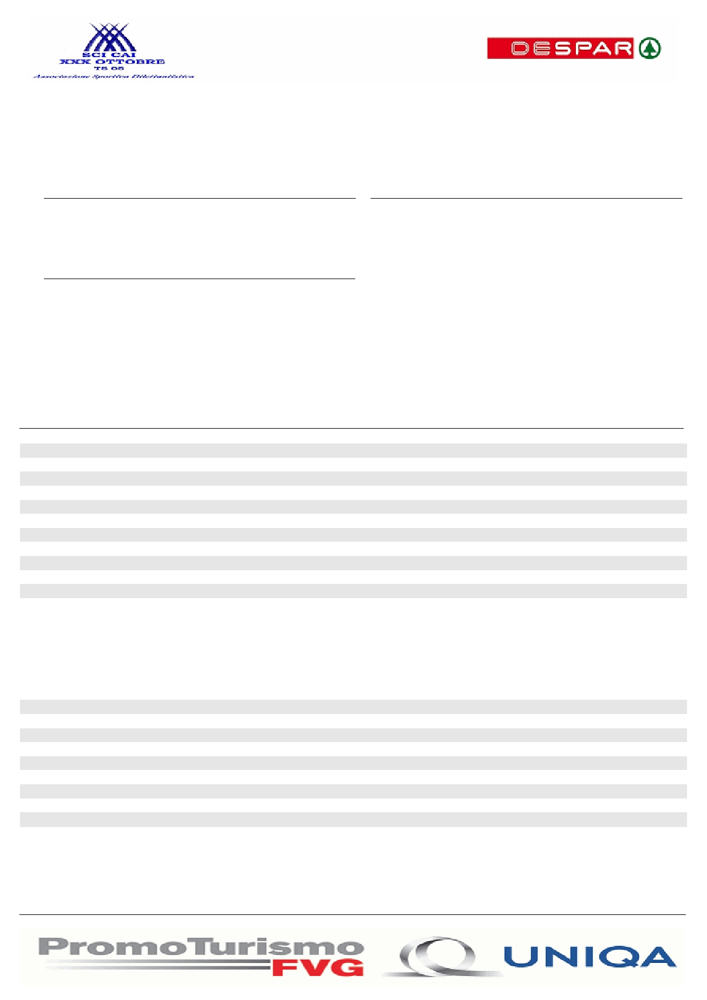 SCI CAI
XXX OTTOBRE
TS 05
Associazione Sportiva Dilettantistica
DESPAR
PromoTurismo
FVG
UNIQA